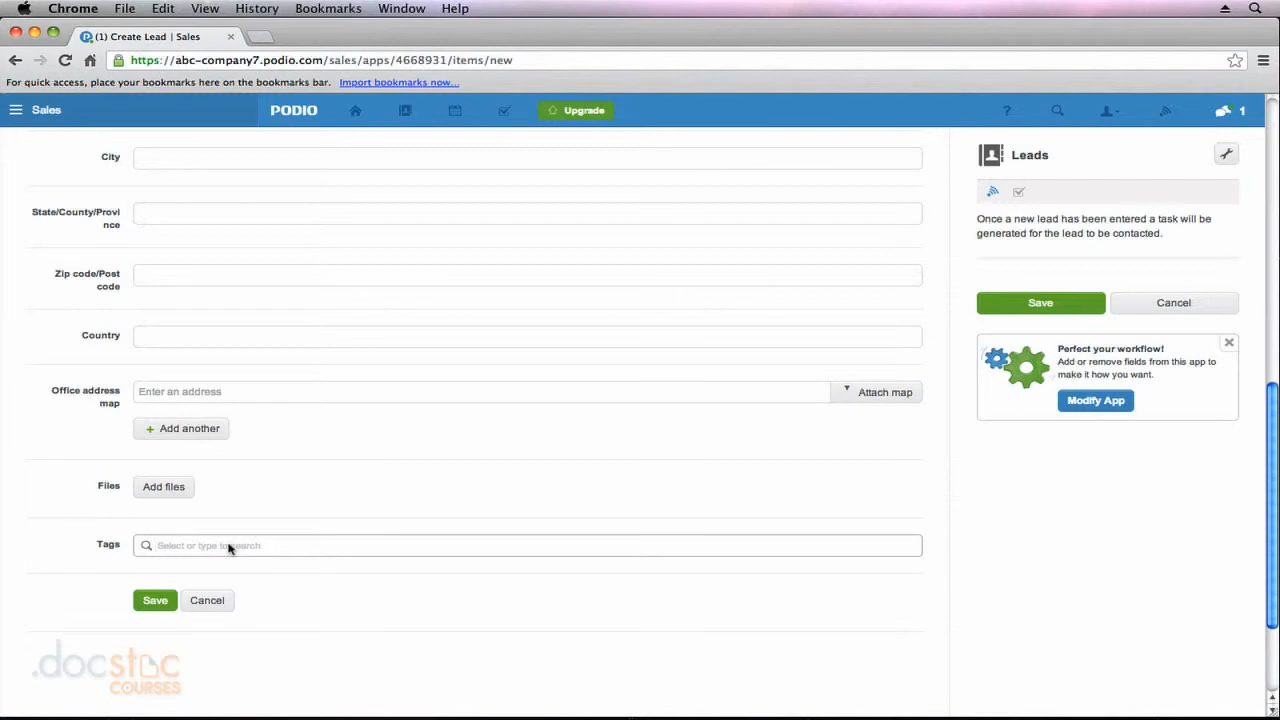 Chrome File Edit View History Bookmarks Window Help
(1) Create Lead | Sales
https://abc-company7.podio.com/sales/apps/4668931/items/new
For quick access, place your bookmarks here on the bookmarks bar. Import bookmarks now...
Sales PODIO Upgrade ? 1
City
State/County/Provi
nce
Zip code/Post
code
Country
Office address
map
Enter an address
Attach map
+ Add another
Files
Add files
Tags
Select or type to search
Save Cancel
Leads
Once a new lead has been entered a task will be
generated for the lead to be contacted.
Save Cancel
Perfect your workflow!
Add or remove fields from this app to
make it how you want.
Modify App
.docstoc
COURSES